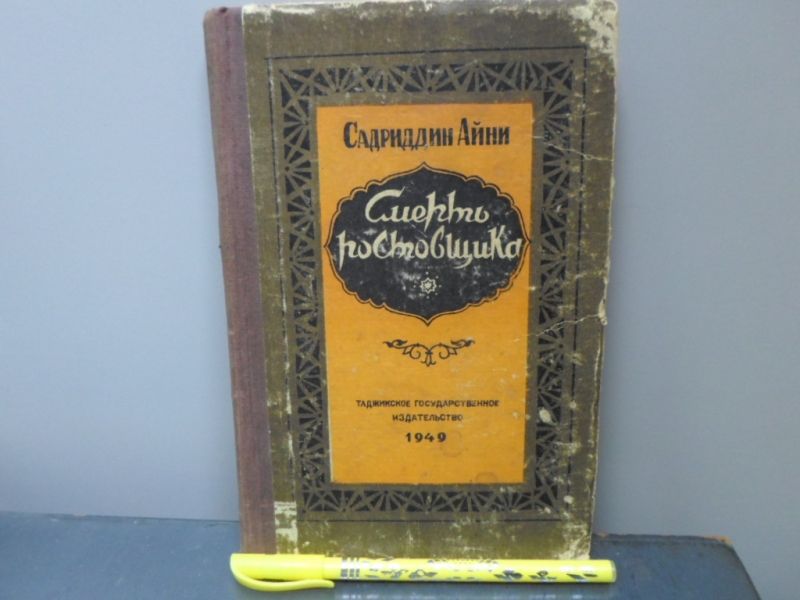 Садриддин Айни
Смерть
ростовщика
ТАДЖИКСКОЕ ГОСУДАРСТВЕННОЕ
ИЗДАТЕЛЬСТВО
1949